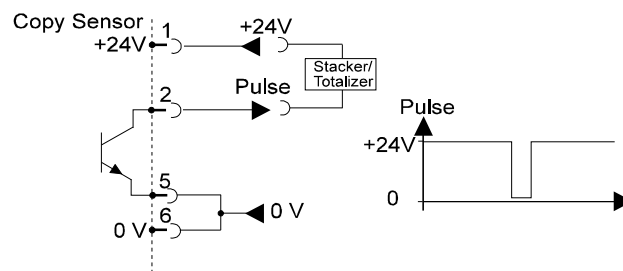 Copy Sensor
1
+24V
+24V
Stacker/
Totalizer
2
Pulse
Pulse
+24V
5
0
0 V
6
0 V